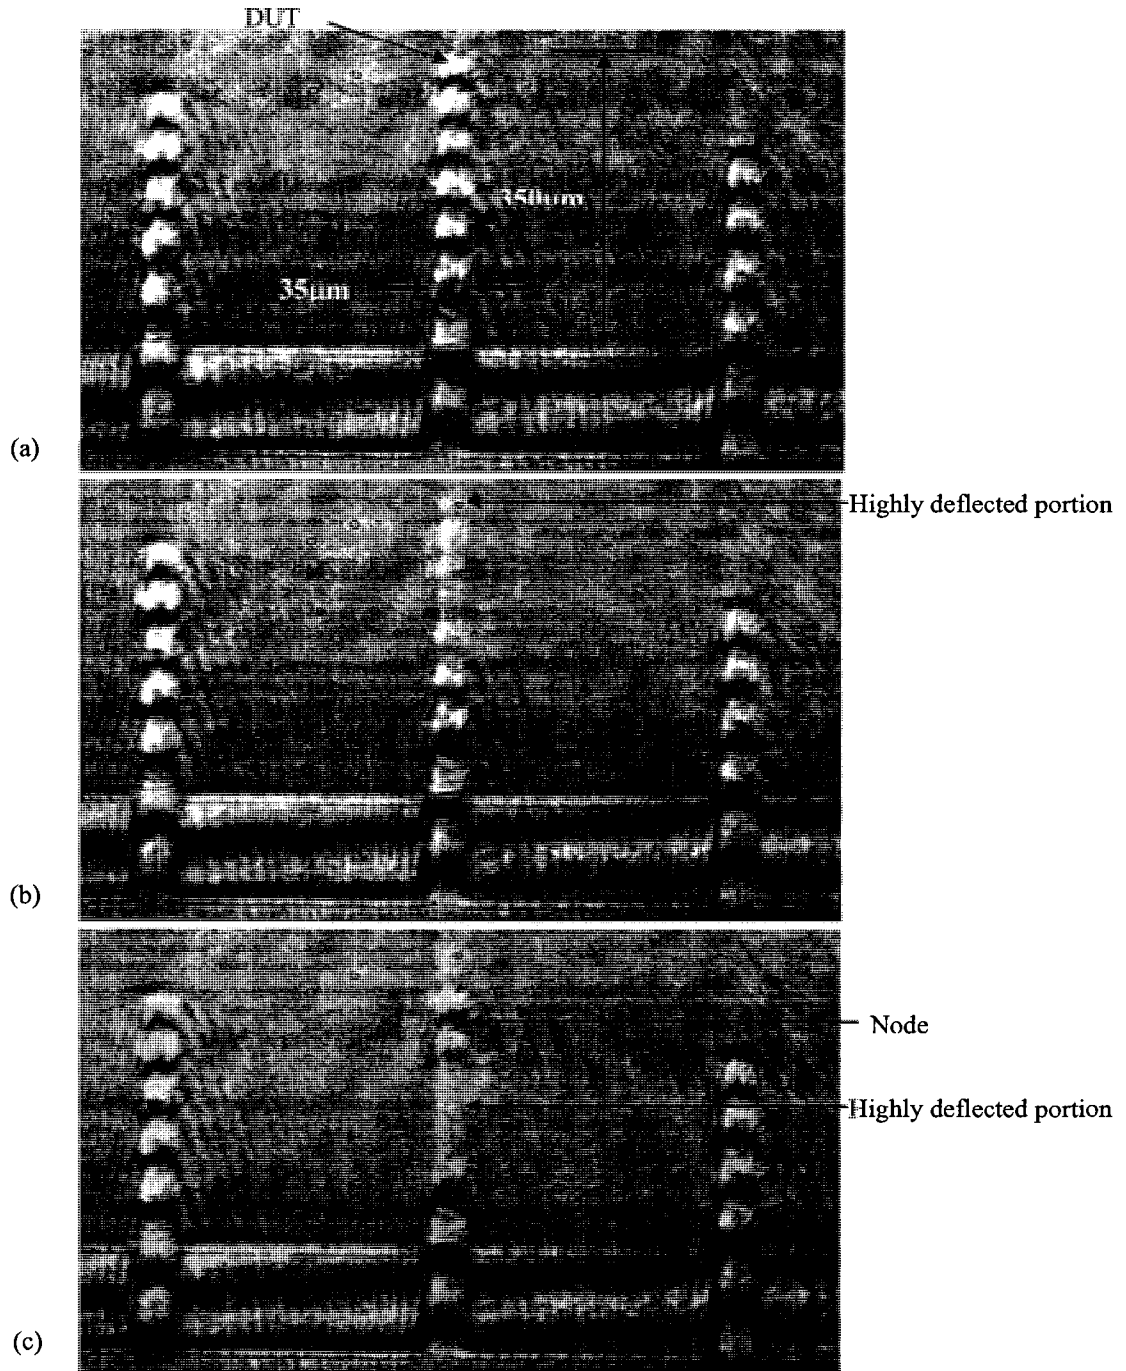 DUT
350μm
35μm
(a)
Highly deflected portion
(b)
Node
Highly deflected portion
(c)